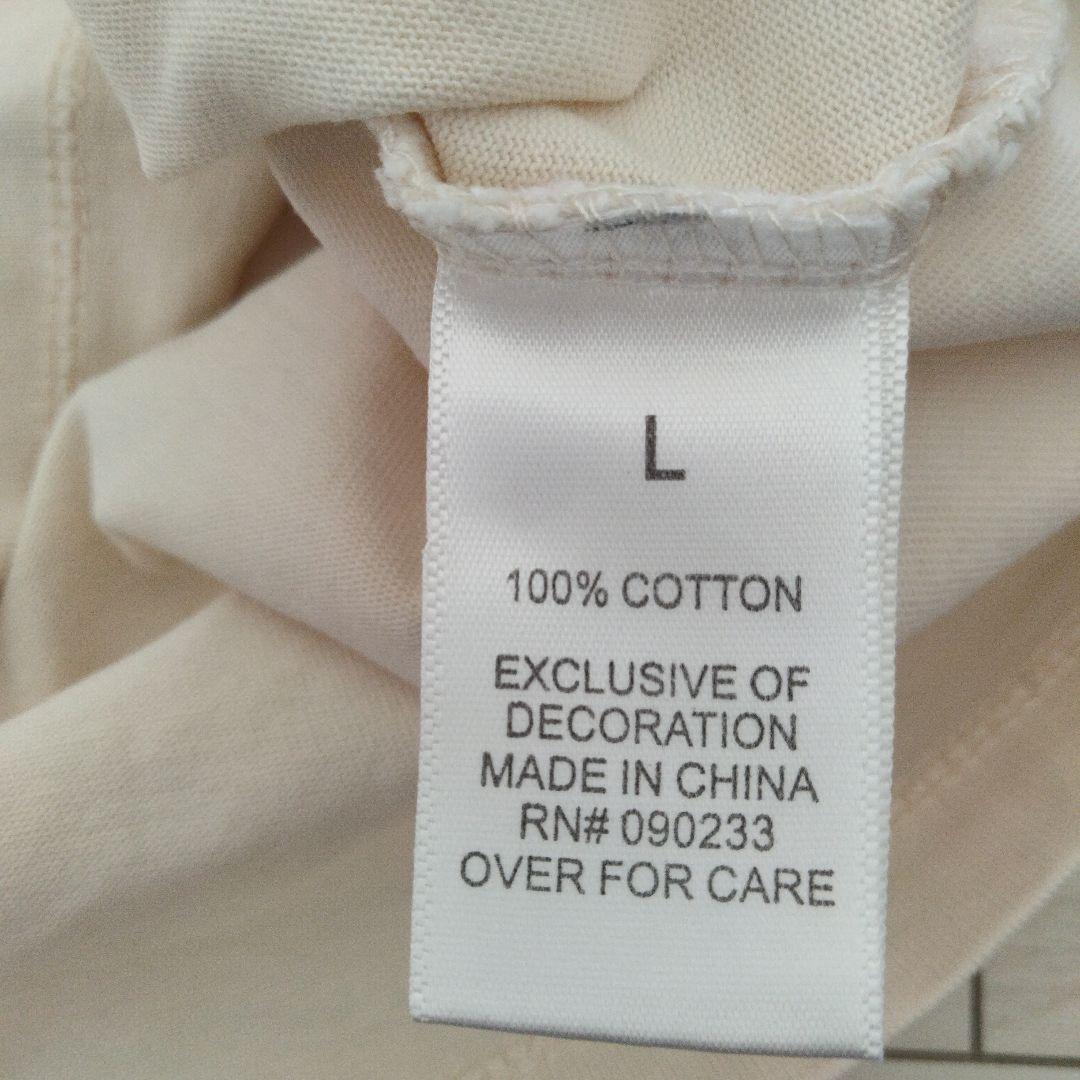 L
100% COTTON
EXCLUSIVE OF
DECORATION
MADE IN CHINA
RN# 090233
OVER FOR CARE